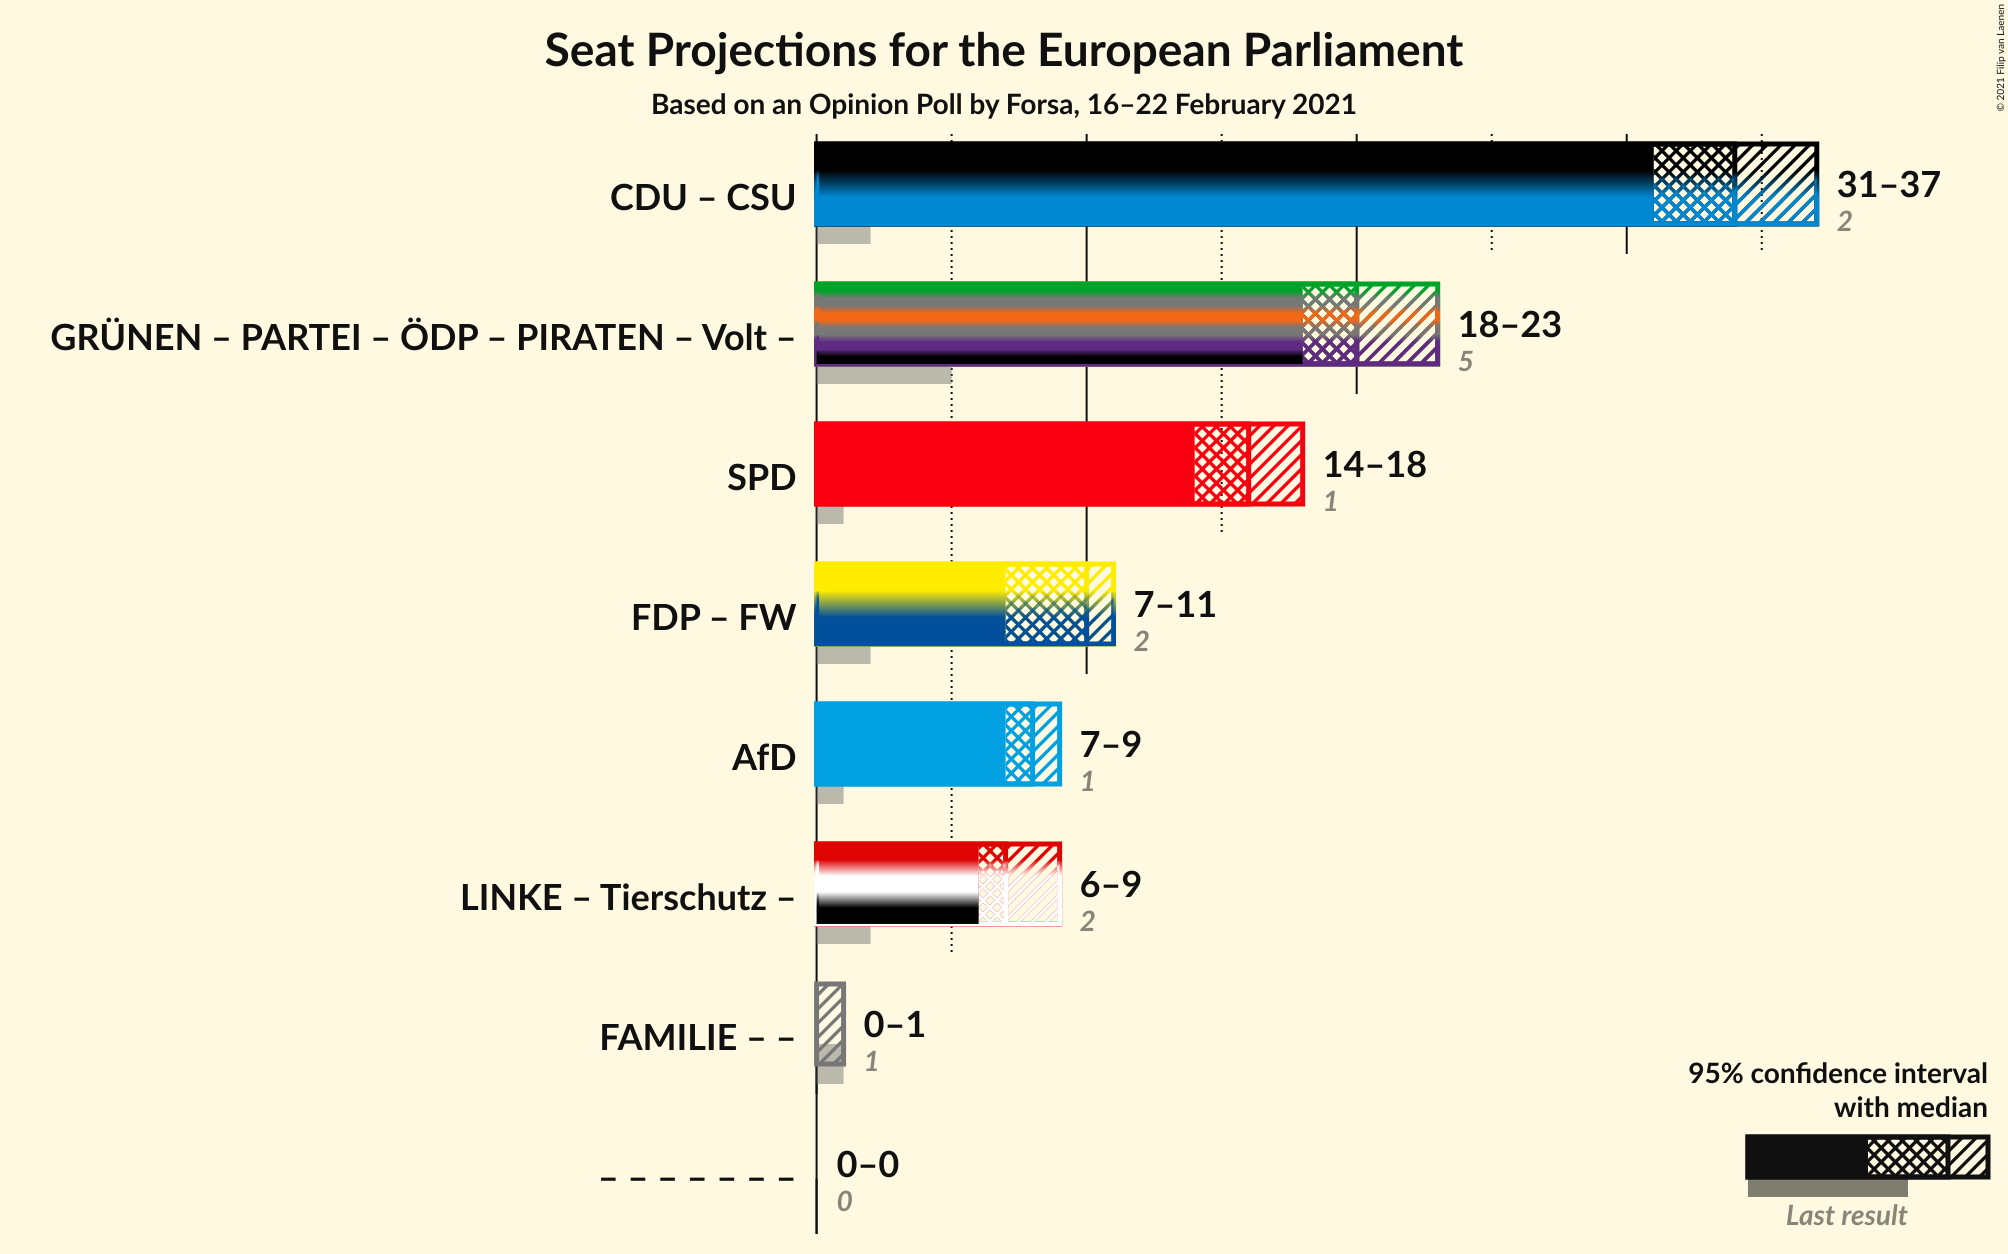 Seat Projections for the European Parliament
Based on an Opinion Poll by Forsa, 16–22 February 2021
© 2021 Filip van Laenen
CDU – CSU
31–37
2
GRÜNEN – PARTEI – ÖDP – PIRATEN – Volt –
18–23
5
SPD
14–18
1
FDP – FW
7–11
2
AfD
7–9
1
LINKE – Tierschutz –
6–9
2
FAMILIE – –
0–1
1
– – – – – – –
0–0
0
95% confidence interval
with median
Last result